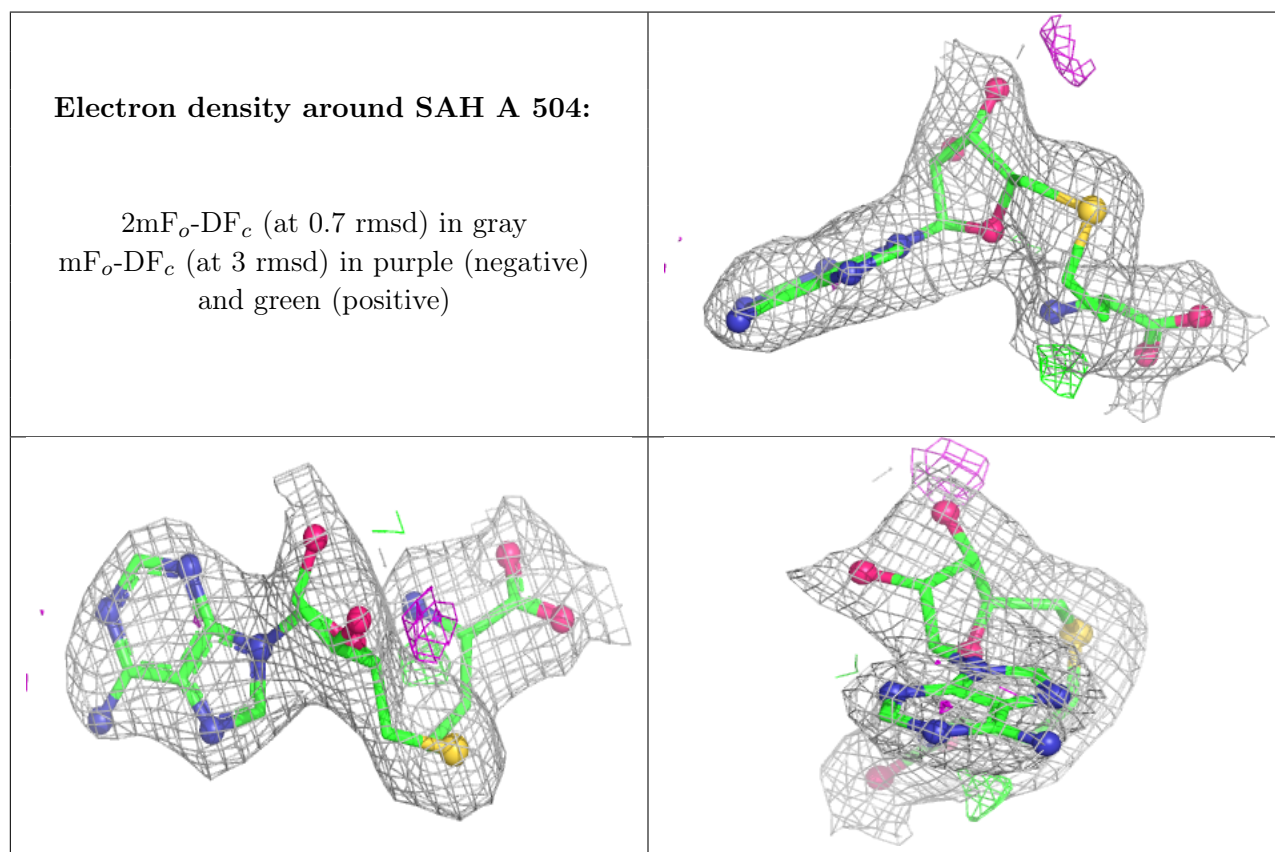 Electron density around SAH A 504:
2mFo-DFc (at 0.7 rmsd) in gray
mFo-DFc (at 3 rmsd) in purple (negative)
and green (positive)